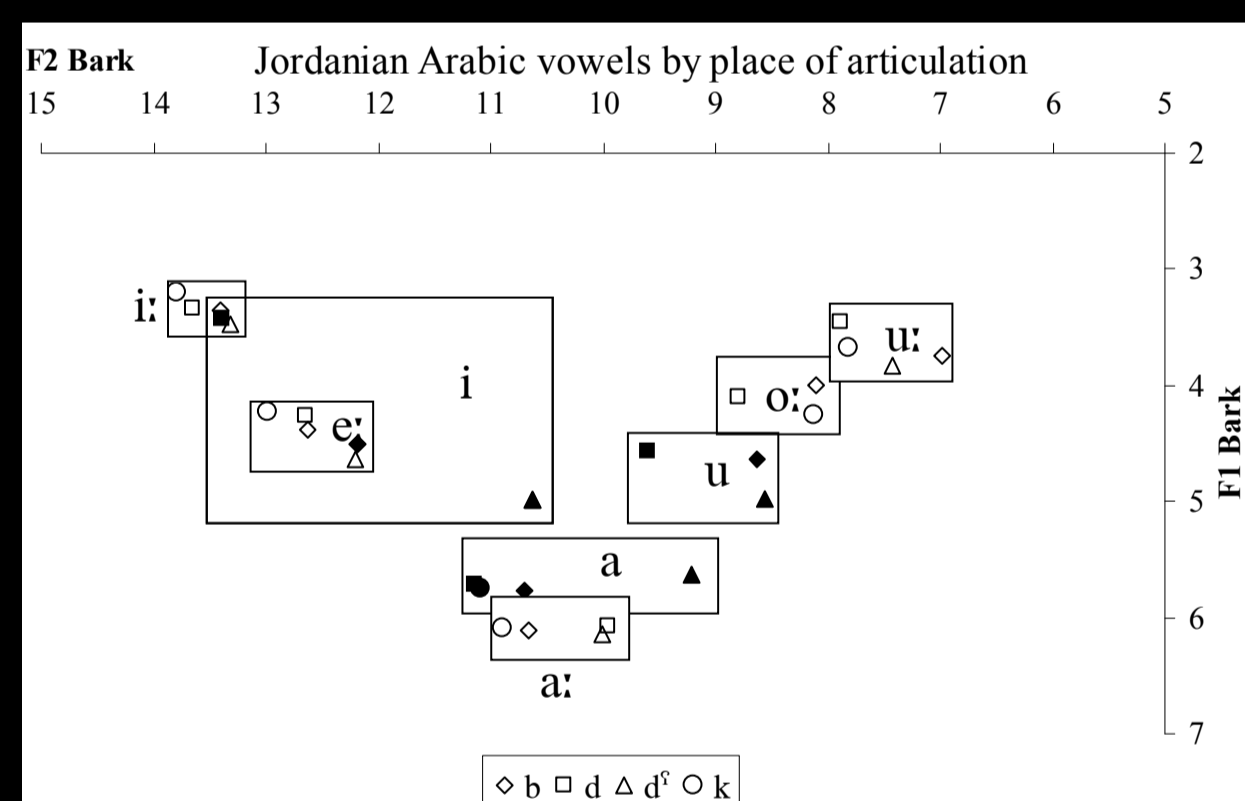 F2 Bark Jordanian Arabic vowels by place of articulation
15 14 13 12 11 10 9 8 7 6 5
2
3
iː
uː
i
4
oː
F1 Bark
eː
u
5
a
6
aː
7
b d dˤ k